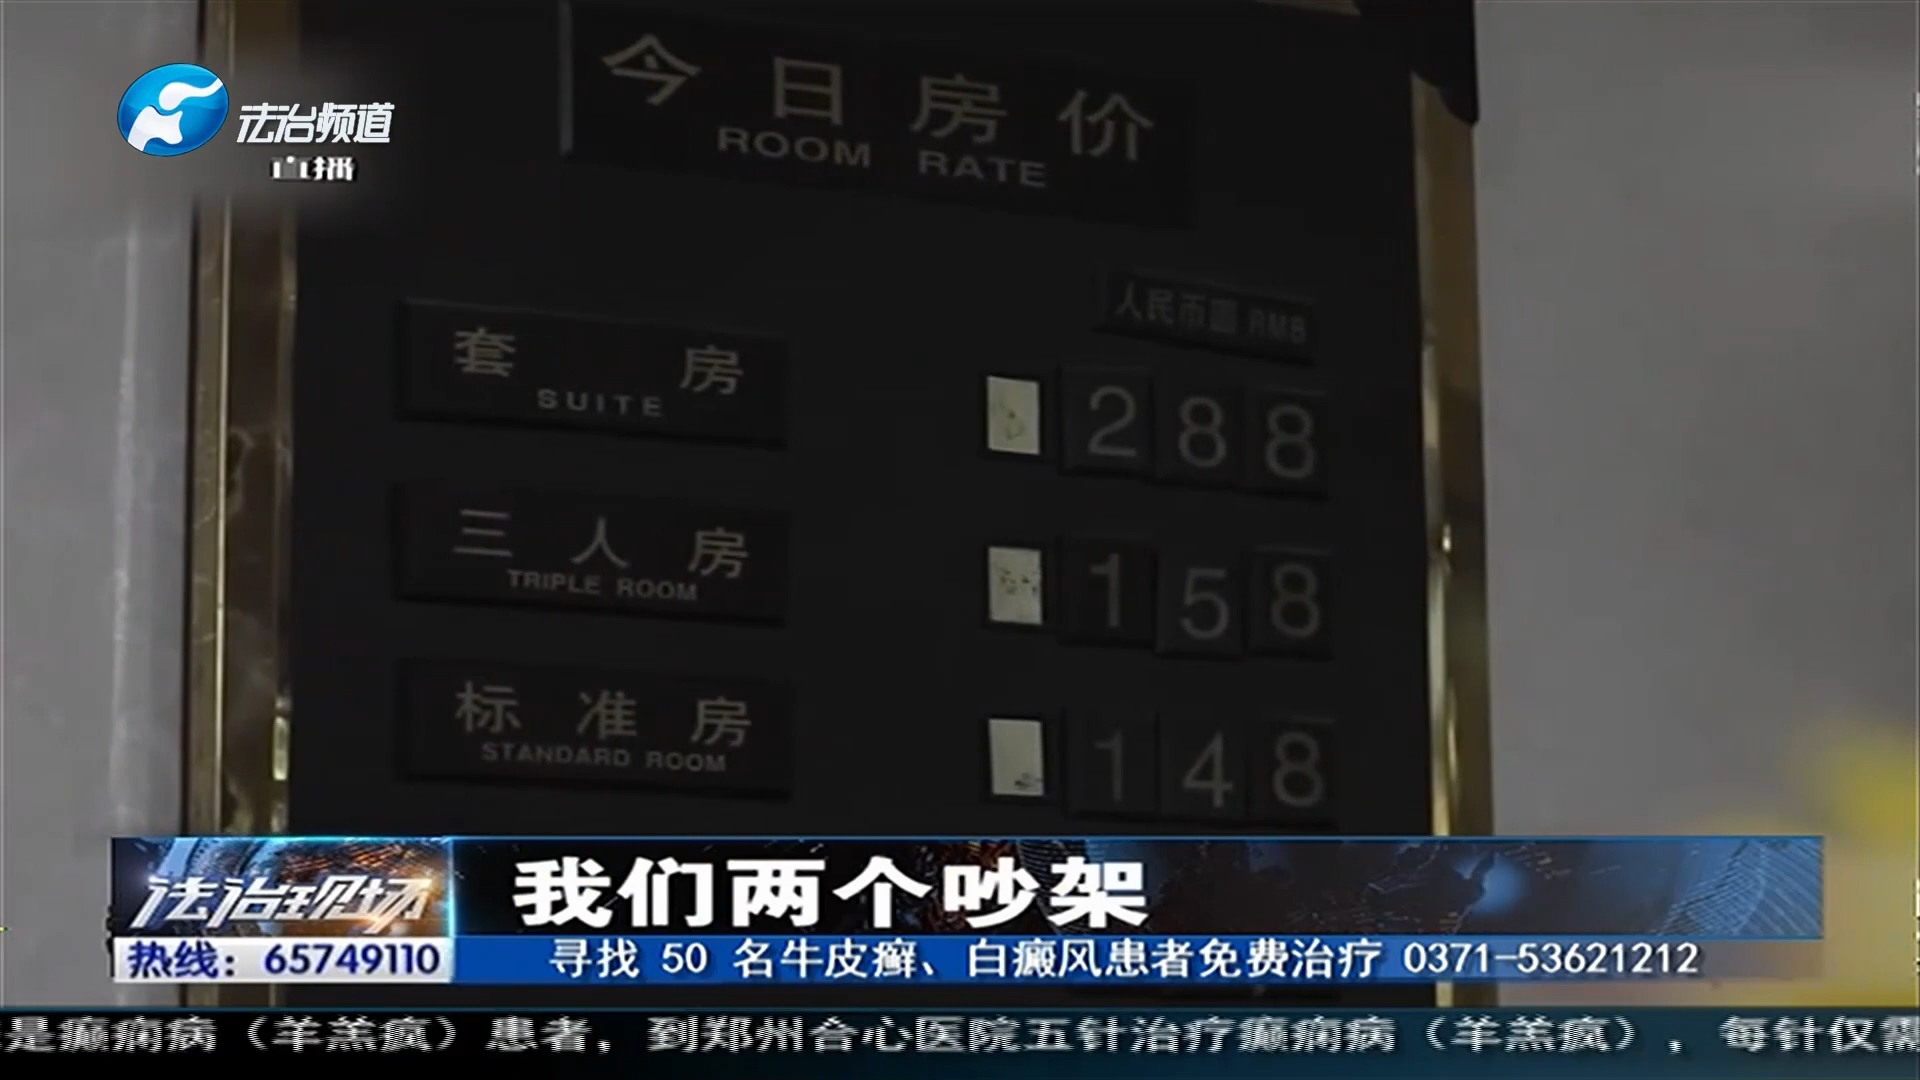 法治频道
直播
今日房价
ROOM RATE
人民币圆 RMB
套房
SUITE
288
三人房
TRIPLE ROOM
158
标准房
STANDARD ROOM
148
法治现场
我们两个吵架
热线：65749110
寻找 50 名牛皮癣、白癜风患者免费治疗 0371-53621212
是癫痫病（羊羔疯）患者，到郑州合心医院五针治疗癫痫病（羊羔疯），每针仅需